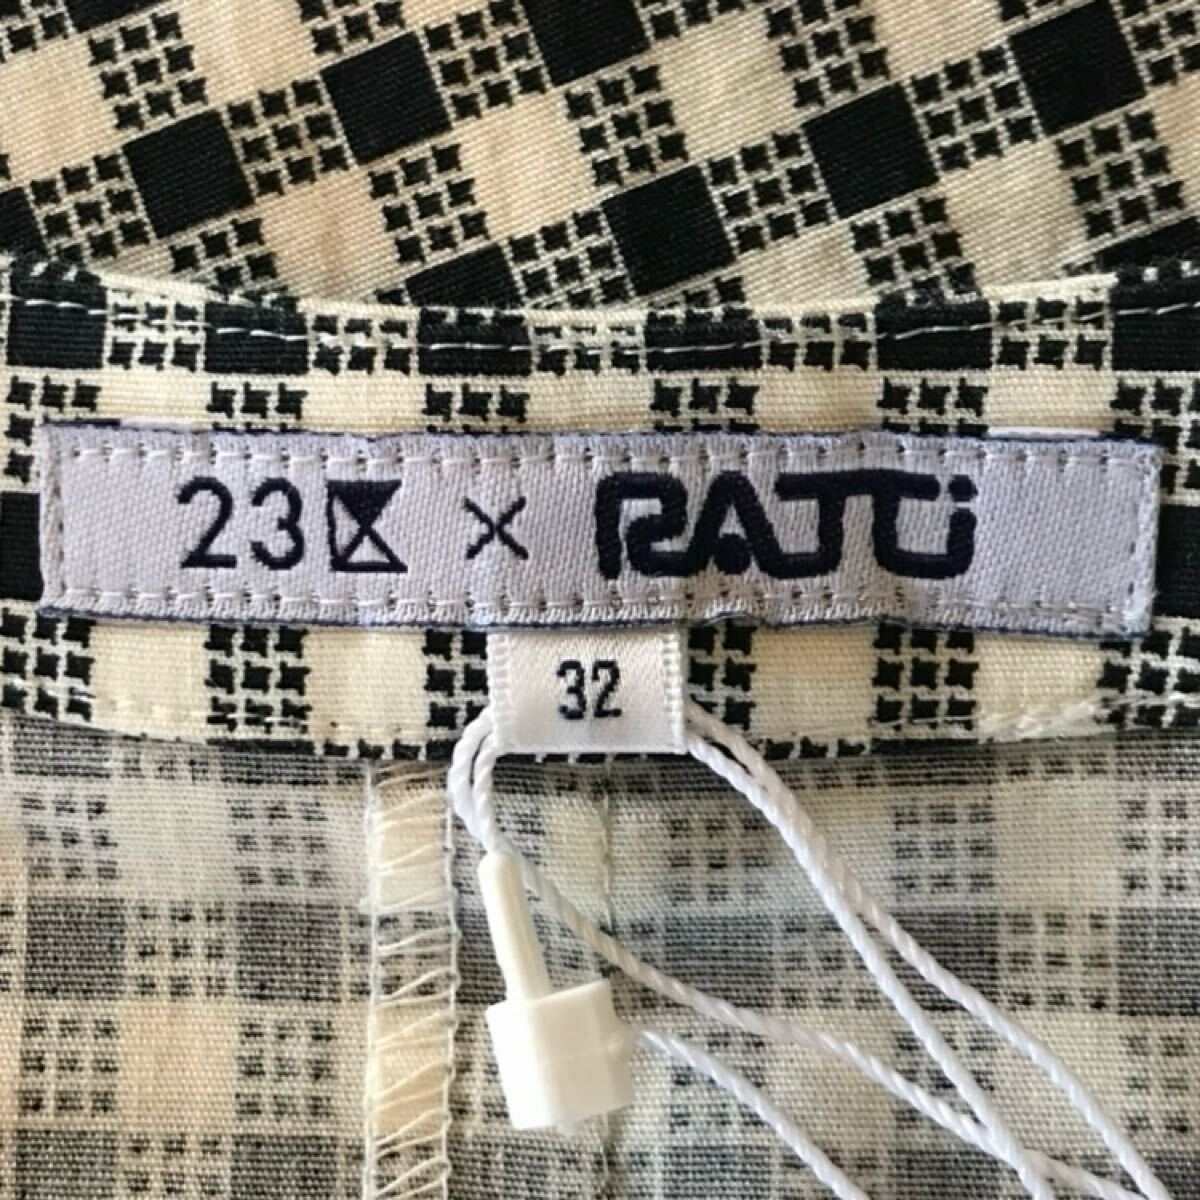 23区 × RATTi
32